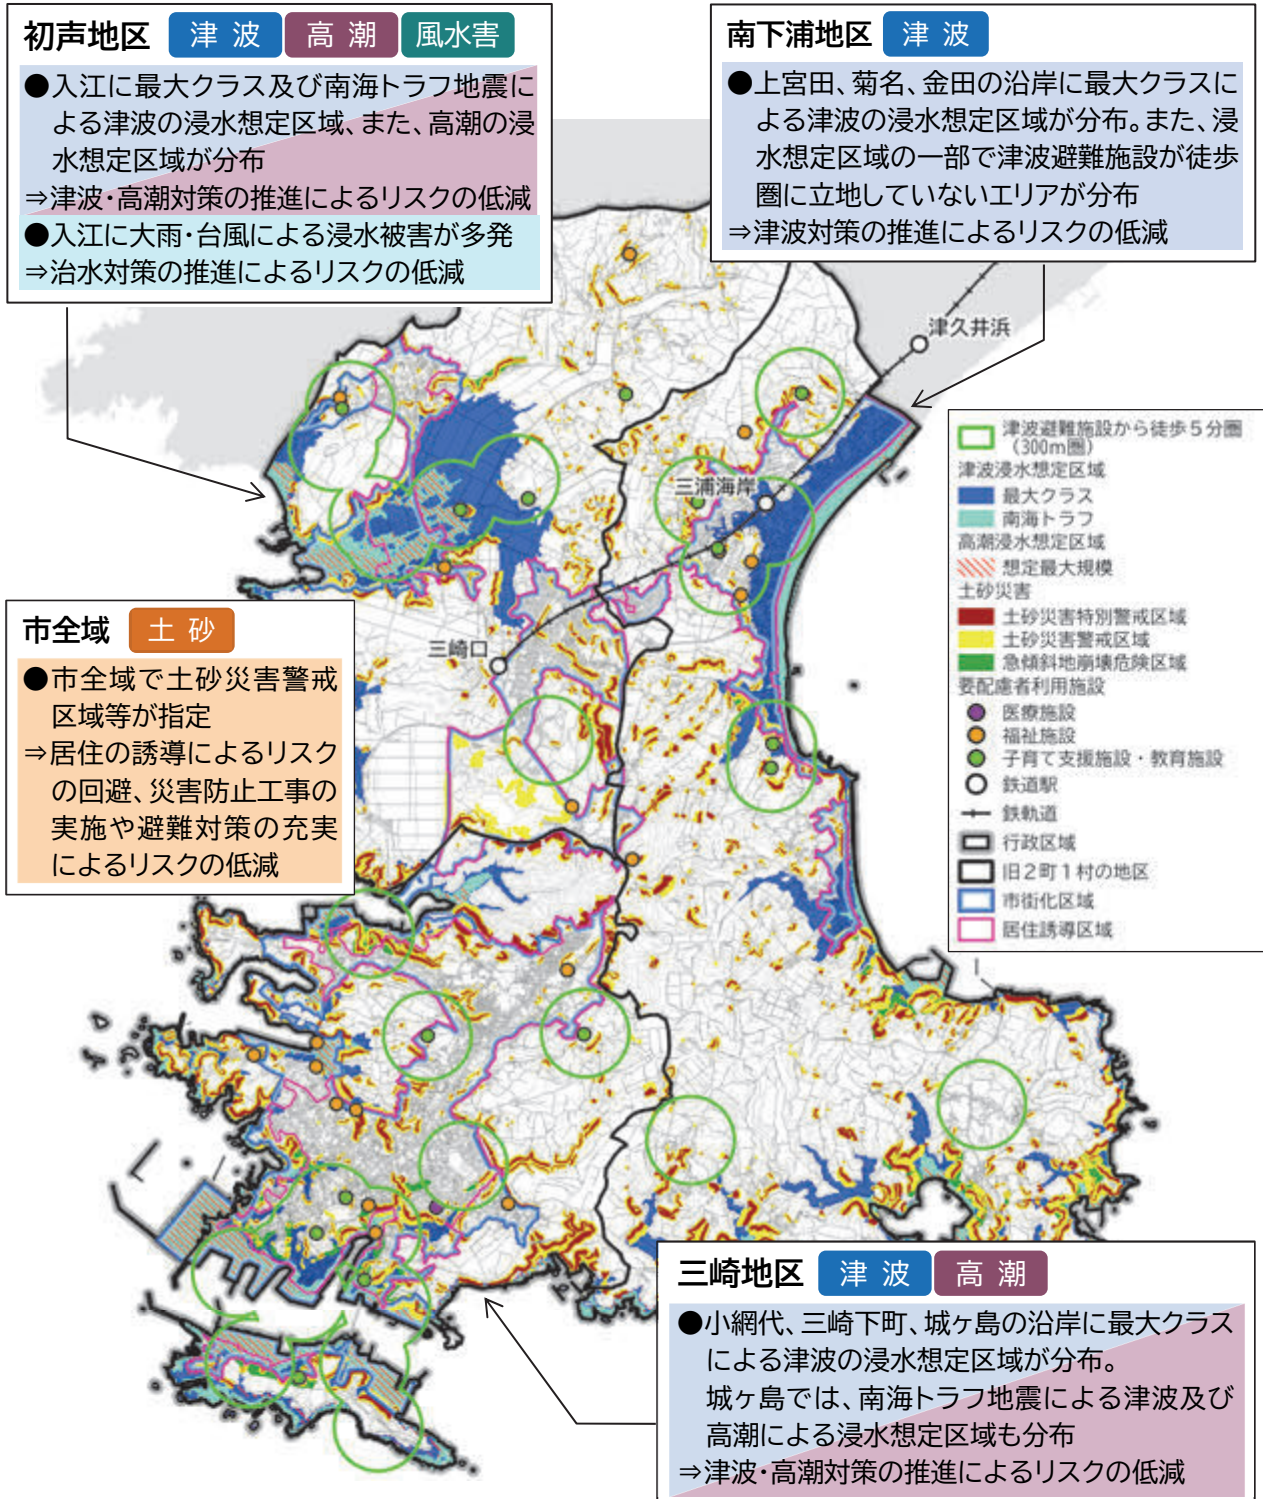 初声地区 津波 高潮 風水害
●入江に最大クラス及び南海トラフ地震に
よる津波の浸水想定区域、また、高潮の浸
水想定区域が分布
⇒津波・高潮対策の推進によるリスクの低減
●入江に大雨・台風による浸水被害が多発
⇒治水対策の推進によるリスクの低減
南下浦地区 津波
●上宮田、菊名、金田の沿岸に最大クラスに
よる津波の浸水想定区域が分布。また、浸
水想定区域の一部で津波避難施設が徒歩
圏に立地していないエリアが分布
⇒津波対策の推進によるリスクの低減
津久井浜
三浦海岸
三崎口
津波避難施設から徒歩5分圏
(300m圏)
津波浸水想定区域
最大クラス
南海トラフ
高潮浸水想定区域
想定最大規模
土砂災害
土砂災害特別警戒区域
土砂災害警戒区域
急傾斜地崩壊危険区域
要配慮者利用施設
医療施設
福祉施設
子育て支援施設・教育施設
鉄道駅
鉄軌道
行政区域
旧2町1村の地区
市街化区域
居住誘導区域
市全域 土砂
●市全域で土砂災害警戒
区域等が指定
⇒居住の誘導によるリスク
の回避、災害防止工事の
実施や避難対策の充実
によるリスクの低減
三崎地区 津波 高潮
●小網代、三崎下町、城ヶ島の沿岸に最大クラス
による津波の浸水想定区域が分布。
城ヶ島では、南海トラフ地震による津波及び
高潮による浸水想定区域も分布
⇒津波・高潮対策の推進によるリスクの低減